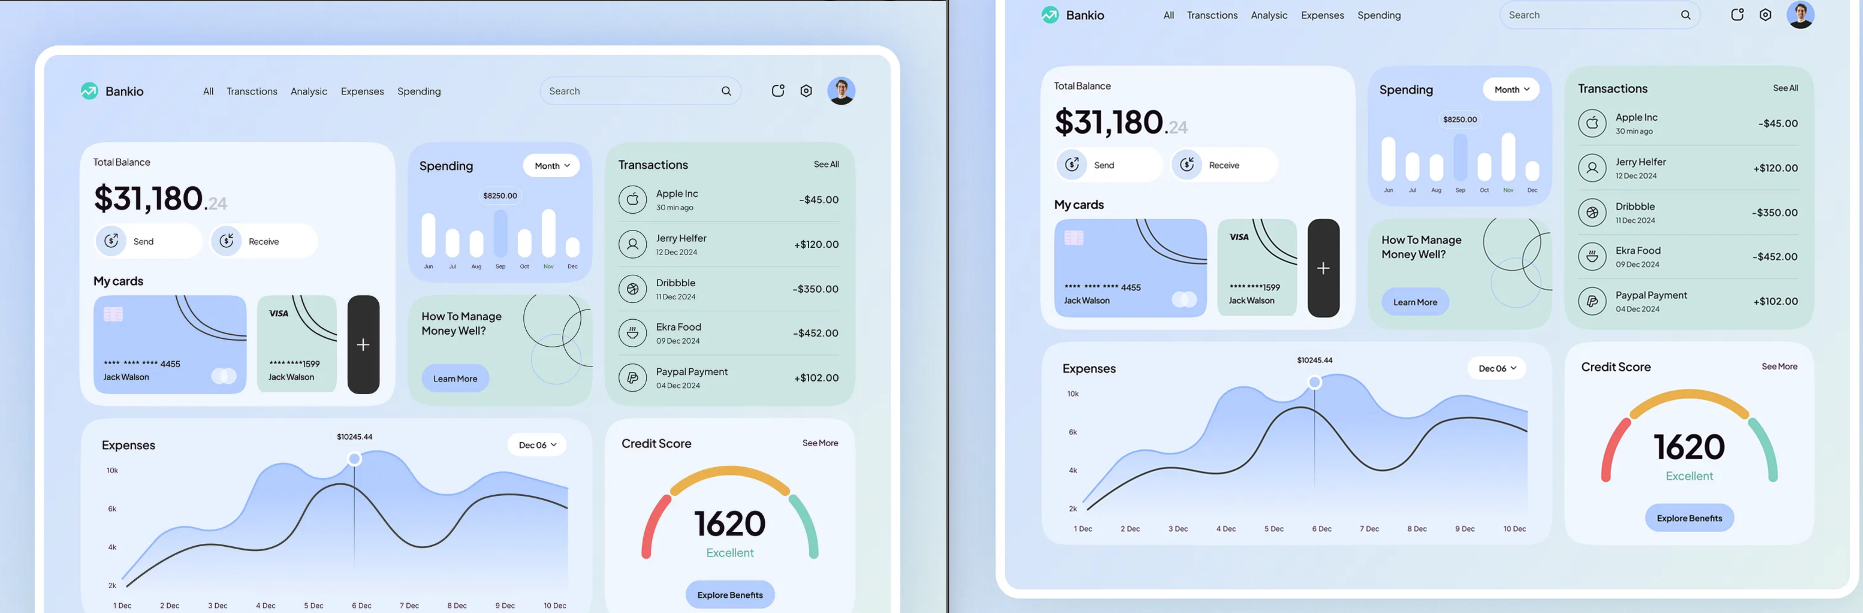 Bankio All Transctions Analysic Expenses Spending Search
Total Balance
$31,180.24
Send Receive
My cards
**** **** **** 4455
Jack Walson
VISA
**** ****1599
Jack Walson
+
Spending Month
$8250.00
Jun Jul Aug Sep Oct Nov Dec
How To Manage
Money Well?
Learn More
Transactions See All
Apple Inc -$45.00
30 min ago
Jerry Helfer +$120.00
12 Dec 2024
Dribbble -$350.00
11 Dec 2024
Ekra Food -$452.00
09 Dec 2024
Paypal Payment +$102.00
04 Dec 2024
Expenses Dec 06
$10245.44
10k
6k
4k
2k
1 Dec 2 Dec 3 Dec 4 Dec 5 Dec 6 Dec 7 Dec 8 Dec 9 Dec 10 Dec
Credit Score See More
1620
Excellent
Explore Benefits
Bankio All Transctions Analysic Expenses Spending Search
Total Balance
$31,180.24
Send Receive
My cards
**** **** **** 4455
Jack Walson
VISA
**** ****1599
Jack Walson
+
Spending Month
$8250.00
Jun Jul Aug Sep Oct Nov Dec
How To Manage
Money Well?
Learn More
Transactions See All
Apple Inc -$45.00
30 min ago
Jerry Helfer +$120.00
12 Dec 2024
Dribbble -$350.00
11 Dec 2024
Ekra Food -$452.00
09 Dec 2024
Paypal Payment +$102.00
04 Dec 2024
Expenses Dec 06
$10245.44
10k
6k
4k
2k
1 Dec 2 Dec 3 Dec 4 Dec 5 Dec 6 Dec 7 Dec 8 Dec 9 Dec 10 Dec
Credit Score See More
1620
Excellent
Explore Benefits